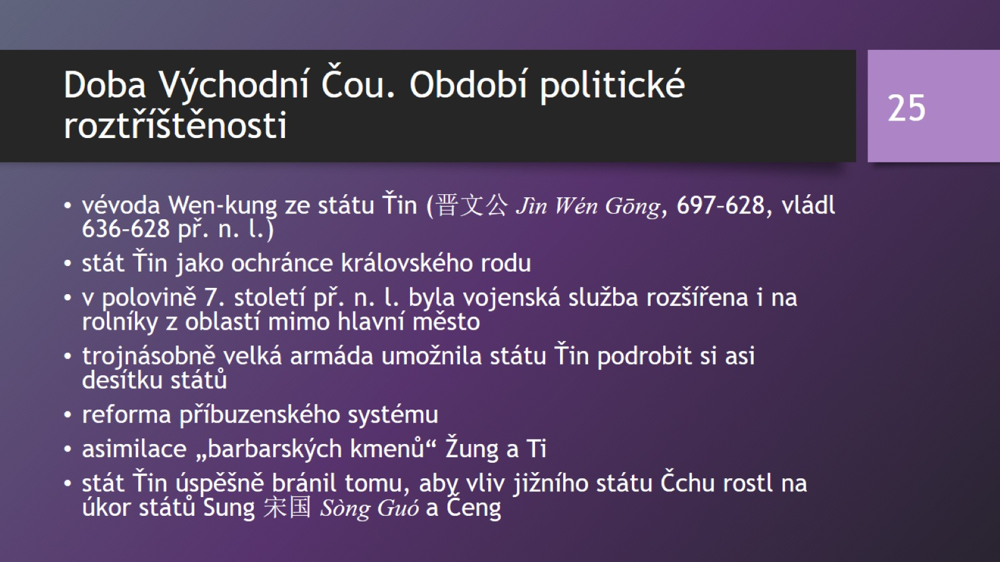 Doba Východní Čou. Období politické
roztříštěnosti
25
• vévoda Wen-kung ze státu Ťin (晋文公 Jìn Wén Gōng, 697–628, vládl
636–628 př. n. l.)
• stát Ťin jako ochránce královského rodu
• v polovině 7. století př. n. l. byla vojenská služba rozšířena i na
rolníky z oblastí mimo hlavní město
• trojnásobně velká armáda umožnila státu Ťin podrobit si asi
desítku států
• reforma příbuzenského systému
• asimilace „barbarských kmenů“ Žung a Ti
• stát Ťin úspěšně bránil tomu, aby vliv jižního státu Čchu rostl na
úkor států Sung 宋国 Sòng Guó a Čeng